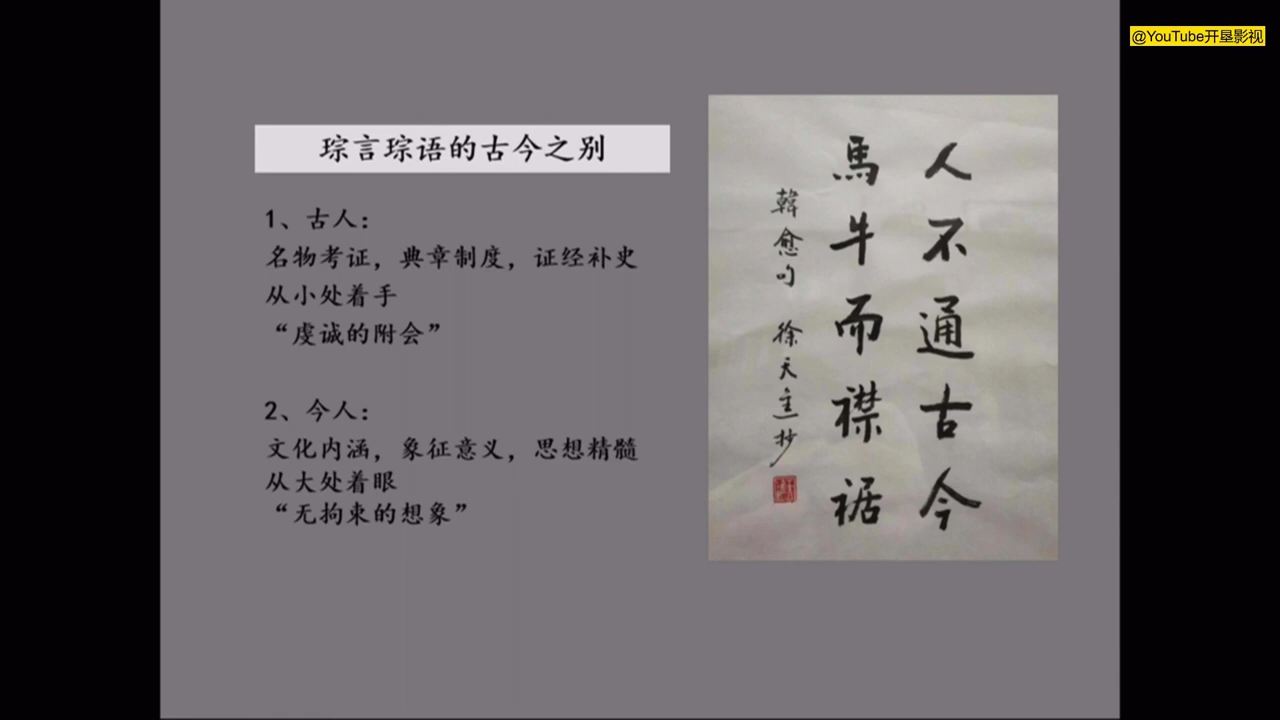 @YouTube开垦影视
琮言琮语的古今之别
1、古人：
名物考证，典章制度，证经补史
从小处着手
“虔诚的附会”
2、今人：
文化内涵，象征意义，思想精髓
从大处着眼
“无拘束的想象”
人不通古今
馬牛而襟裾
韓愈句 徐天進抄